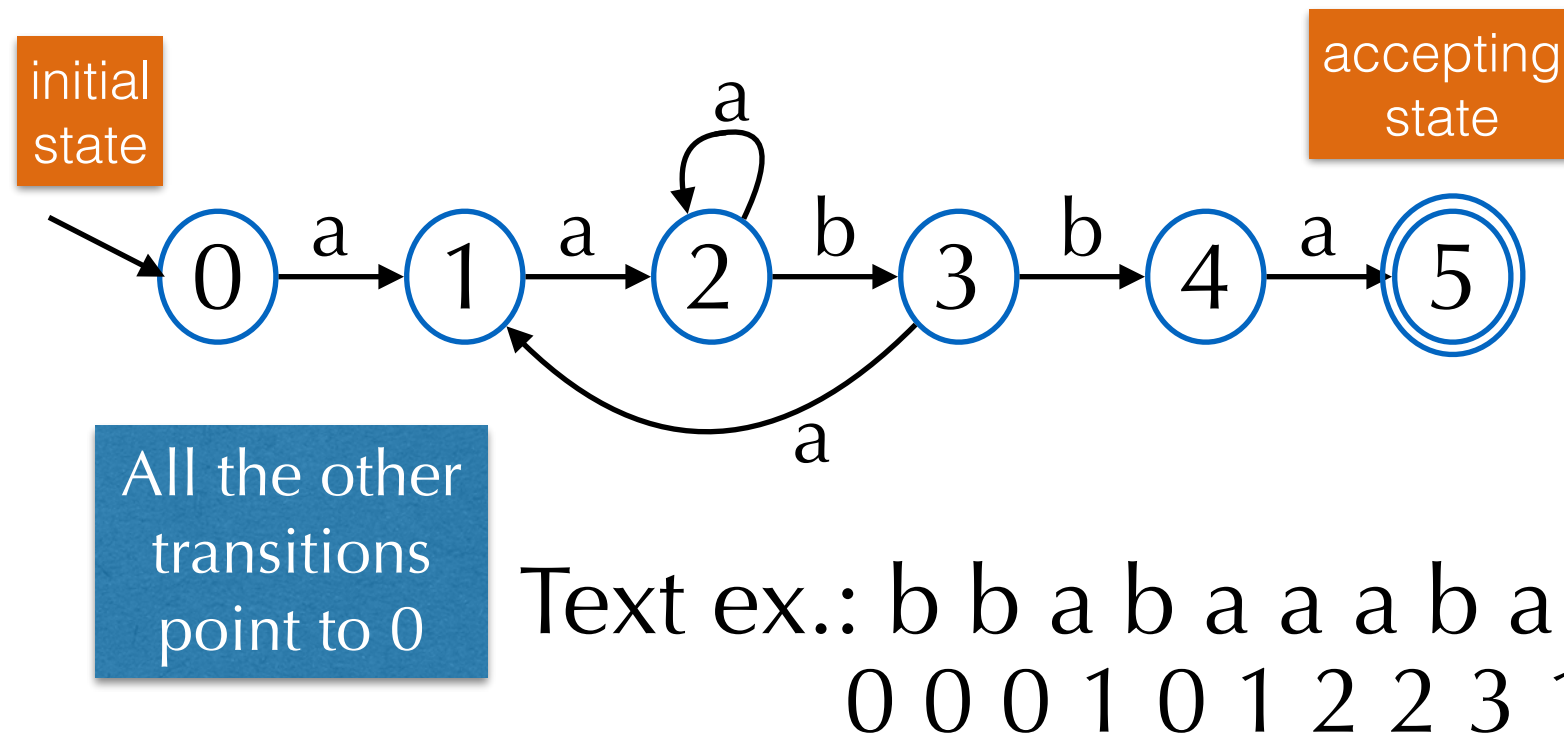 initial
state
accepting
state
a
a
a
b
b
a
0
1
2
3
4
5
a
All the other
transitions
point to 0
Text ex.: b b a b a a a b a
0 0 0 1 0 1 2 2 3